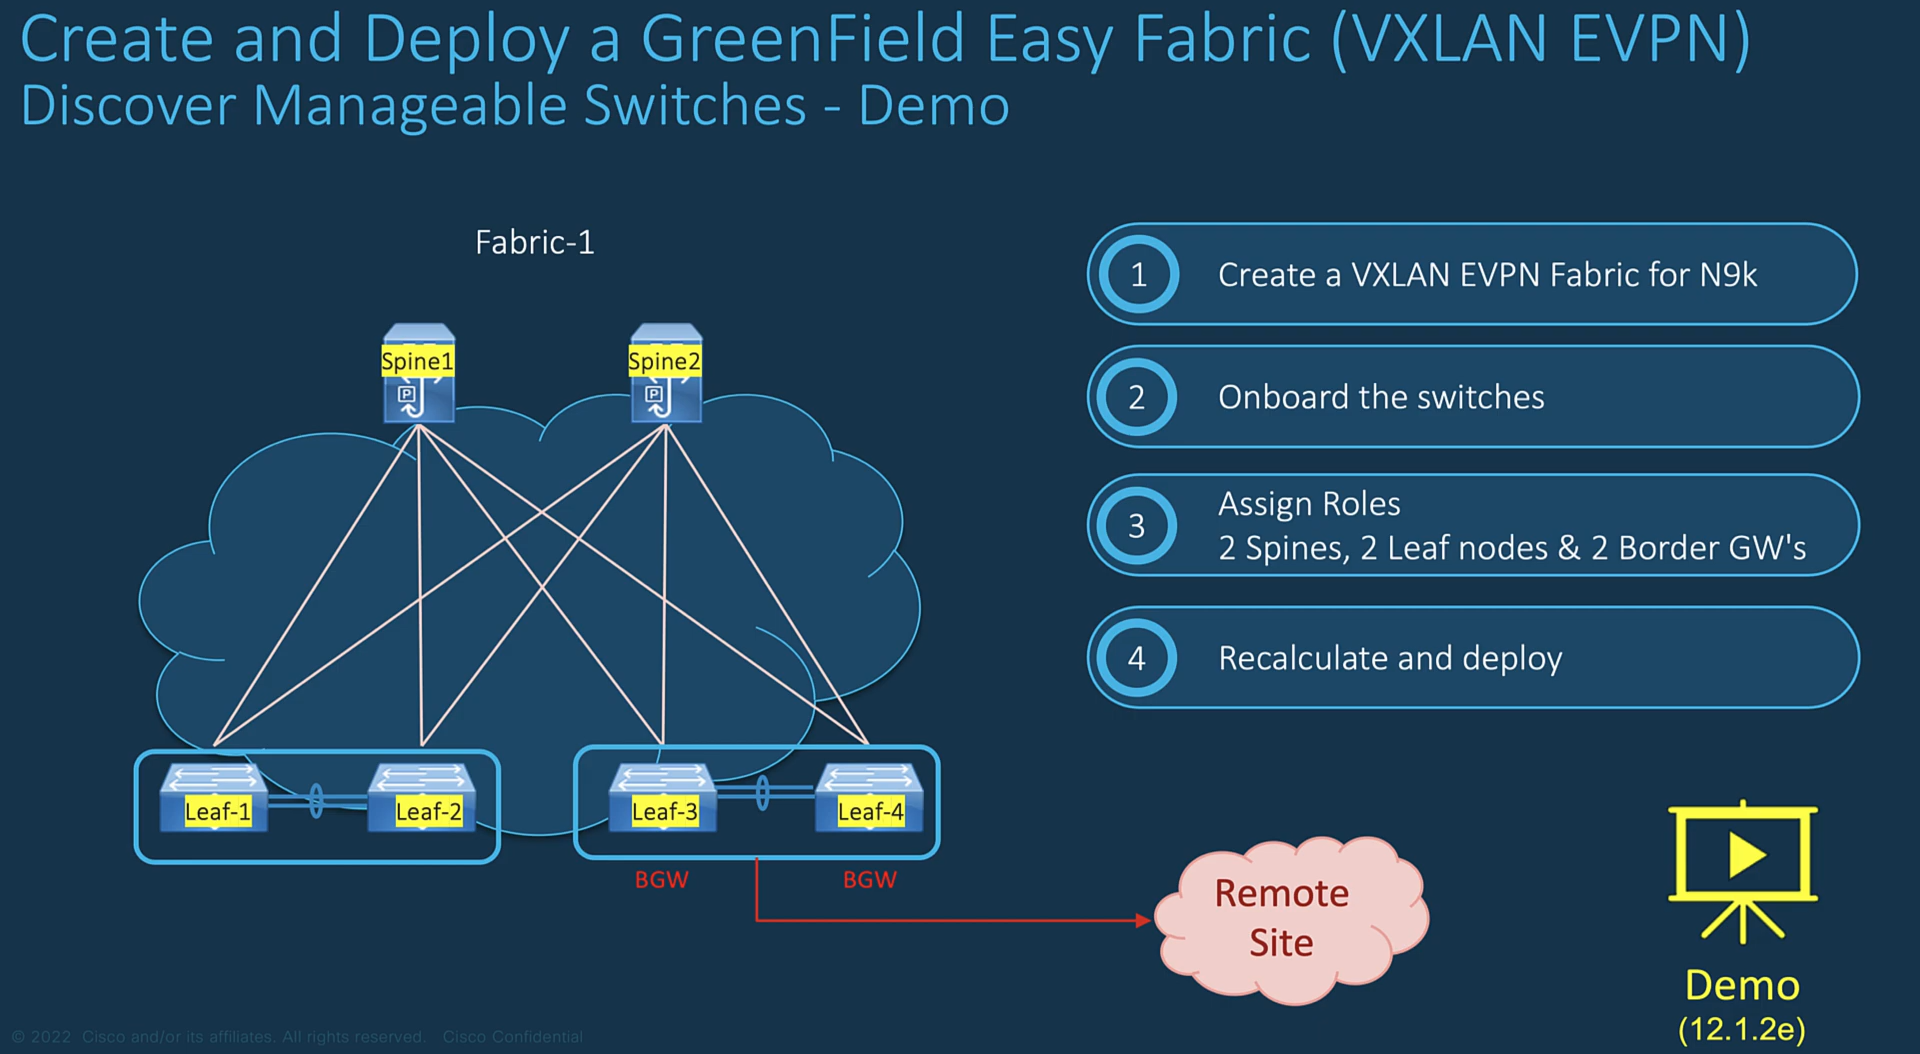 Create and Deploy a GreenField Easy Fabric (VXLAN EVPN)
Discover Manageable Switches - Demo
Fabric-1
Spine1
Spine2
P
P
Leaf-1
Leaf-2
Leaf-3
Leaf-4
BGW
BGW
1
Create a VXLAN EVPN Fabric for N9k
2
Onboard the switches
3
Assign Roles
2 Spines, 2 Leaf nodes & 2 Border GW's
4
Recalculate and deploy
Remote
Site
Demo
(12.1.2e)
© 2022 Cisco and/or its affiliates. All rights reserved. Cisco Confidential